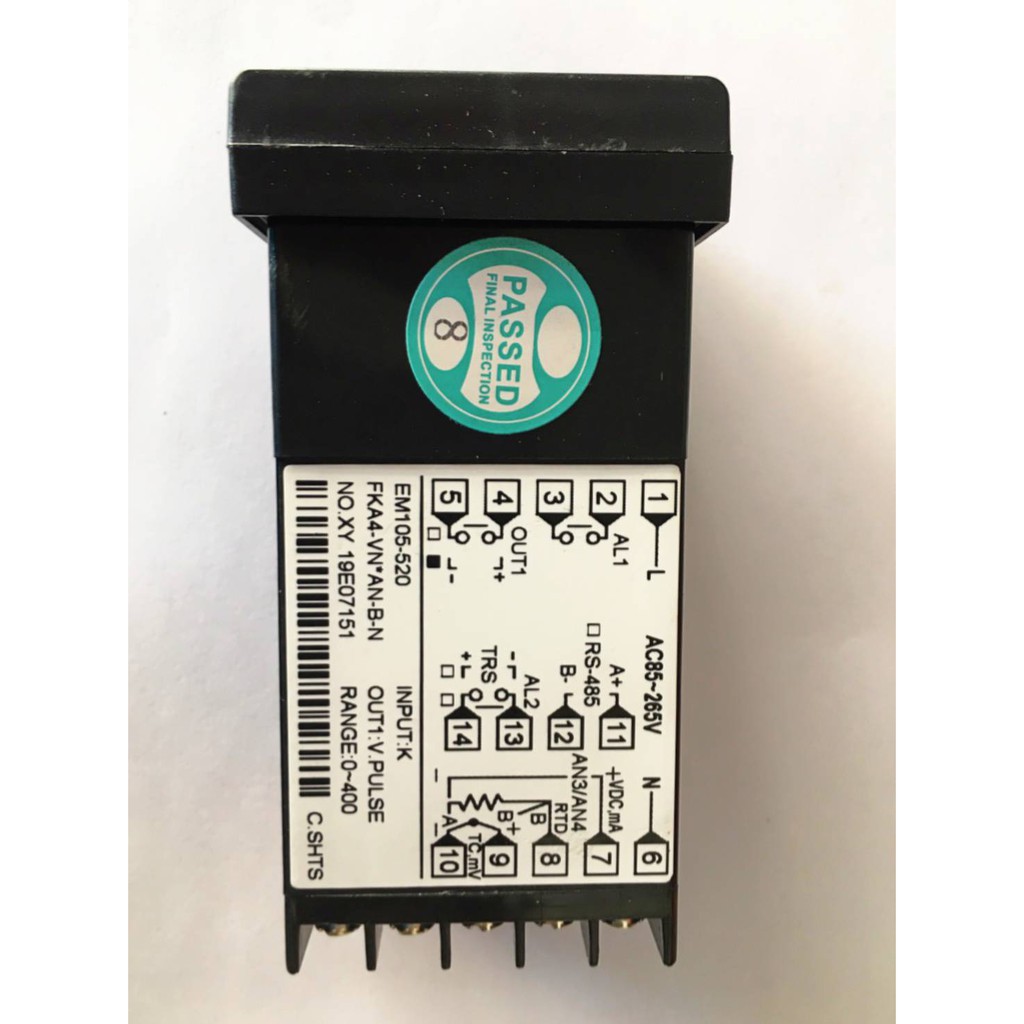 PASSED
FINAL INSPECTION
8
1 L AC85~265V N 6
2 AL1 A+ 11 +VDC,mA 7
3 RS-485 B- 12 AN3/AN4 RTD B 8
4 OUT1 + - AL2 13 B + 9
5 - + TRS 14 A TC,mV 10
EM105-520 INPUT:K
FKA4-VN*AN-B-N OUT1:V.PULSE
NO.XY 19E07151 RANGE:0~400
C.SHTS